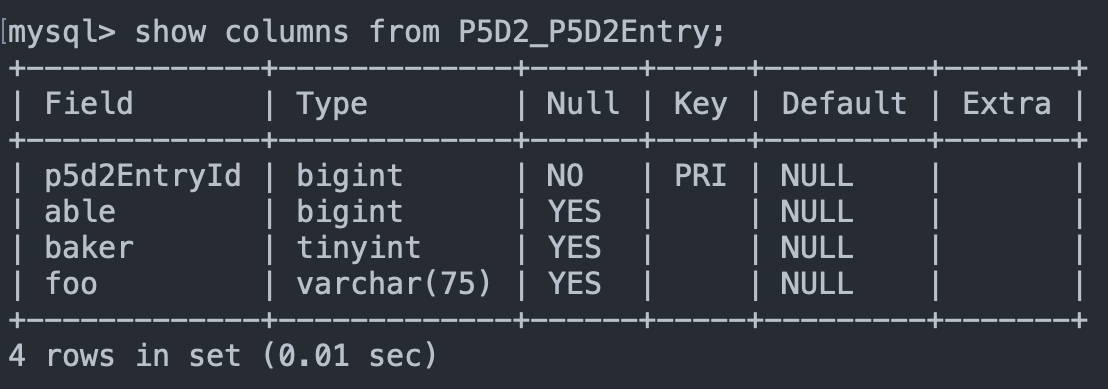 [mysql> show columns from P5D2_P5D2Entry;
+-------------+-------------+------+-----+---------+-------+
| Field       | Type        | Null | Key | Default | Extra |
+-------------+-------------+------+-----+---------+-------+
| p5d2EntryId | bigint      | NO   | PRI | NULL    |       |
| able        | bigint      | YES  |     | NULL    |       |
| baker       | tinyint     | YES  |     | NULL    |       |
| foo         | varchar(75) | YES  |     | NULL    |       |
+-------------+-------------+------+-----+---------+-------+
4 rows in set (0.01 sec)